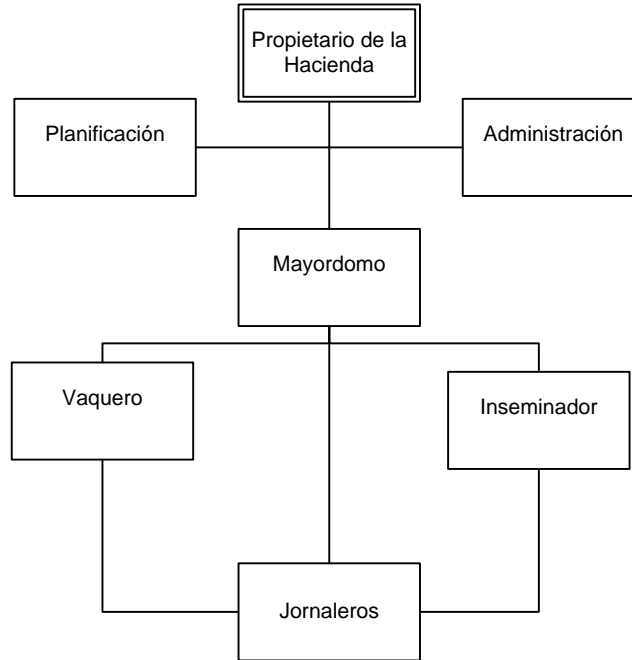 Propietario de la
Hacienda
Planificación
Administración
Mayordomo
Vaquero
Inseminador
Jornaleros